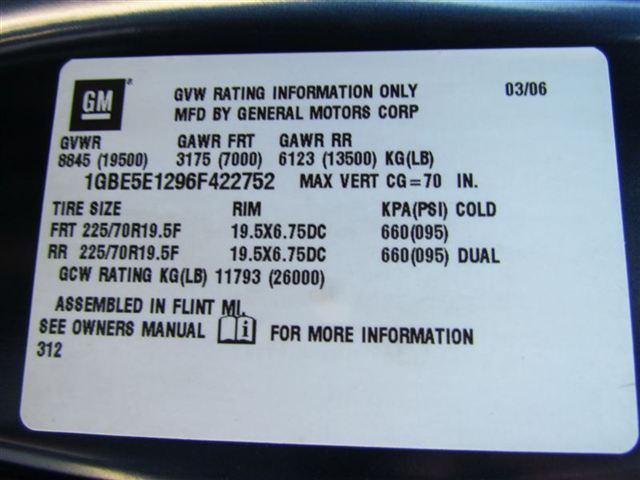 GM ®
GVW RATING INFORMATION ONLY 03/06
MFD BY GENERAL MOTORS CORP
GVWR GAWR FRT GAWR RR
8845 (19500) 3175 (7000) 6123 (13500) KG(LB)
1GBE5E1296F422752 MAX VERT CG=70 IN.
TIRE SIZE RIM KPA(PSI) COLD
FRT 225/70R19.5F 19.5X6.75DC 660(095)
RR 225/70R19.5F 19.5X6.75DC 660(095) DUAL
GCW RATING KG(LB) 11793 (26000)
ASSEMBLED IN FLINT MI.
SEE OWNERS MANUAL i FOR MORE INFORMATION
312